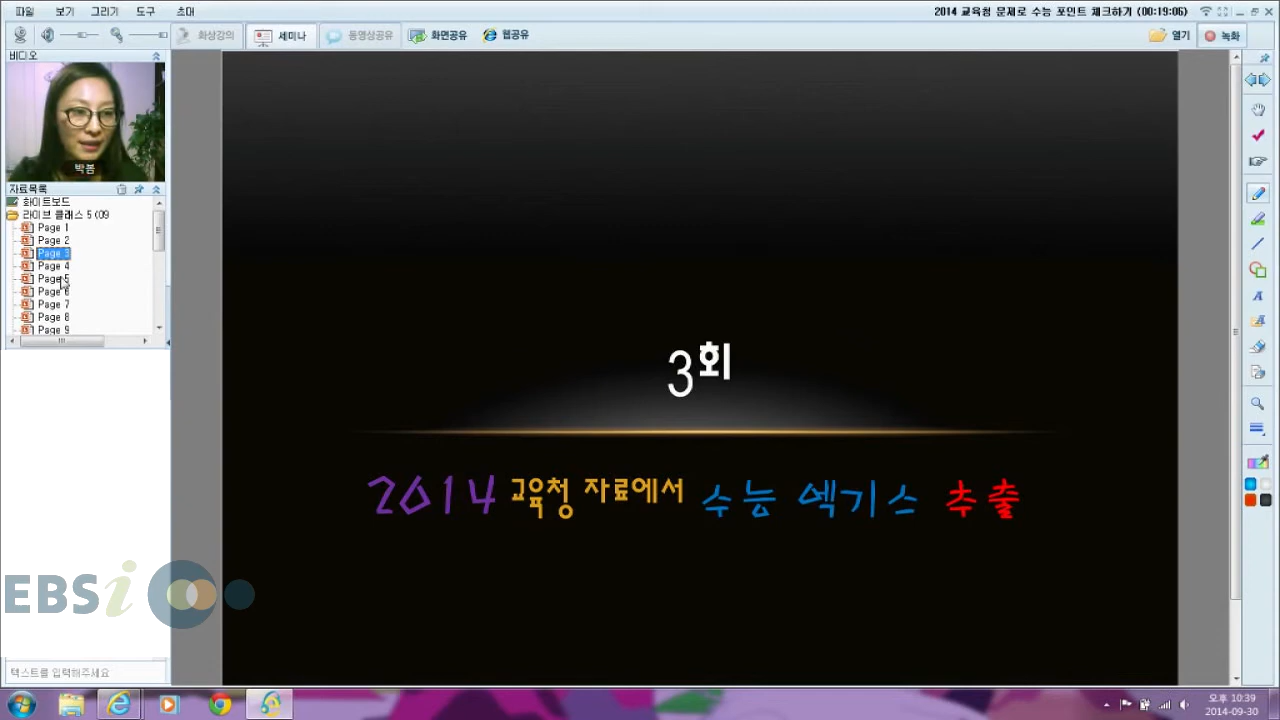 파일 보기 그리기 도구 초대
2014 교육청 문제로 수능 포인트 체크하기 (00:19:06)
화상강의 세미나 동영상공유 화면공유 웹공유 열기 녹화
비디오
박봄
자료목록
화이트보드
라이브 클래스 5 (09
Page 1
Page 2
Page 3
Page 4
Page 5
Page 6
Page 7
Page 8
Page 9
3회
2014 교육청 자료에서 수능 엑기스 추출
EBSi
텍스트를 입력해주세요
오후 10:39
2014-09-30